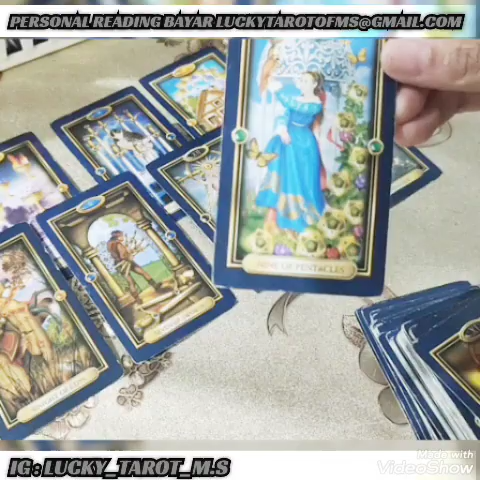 PERSONAL READING BAYAR LUCKYTAROTOFMS@GMAIL.COM
NINE OF PENTACLES
IG : LUCKY_TAROT_M.S
Made with
VideoShow